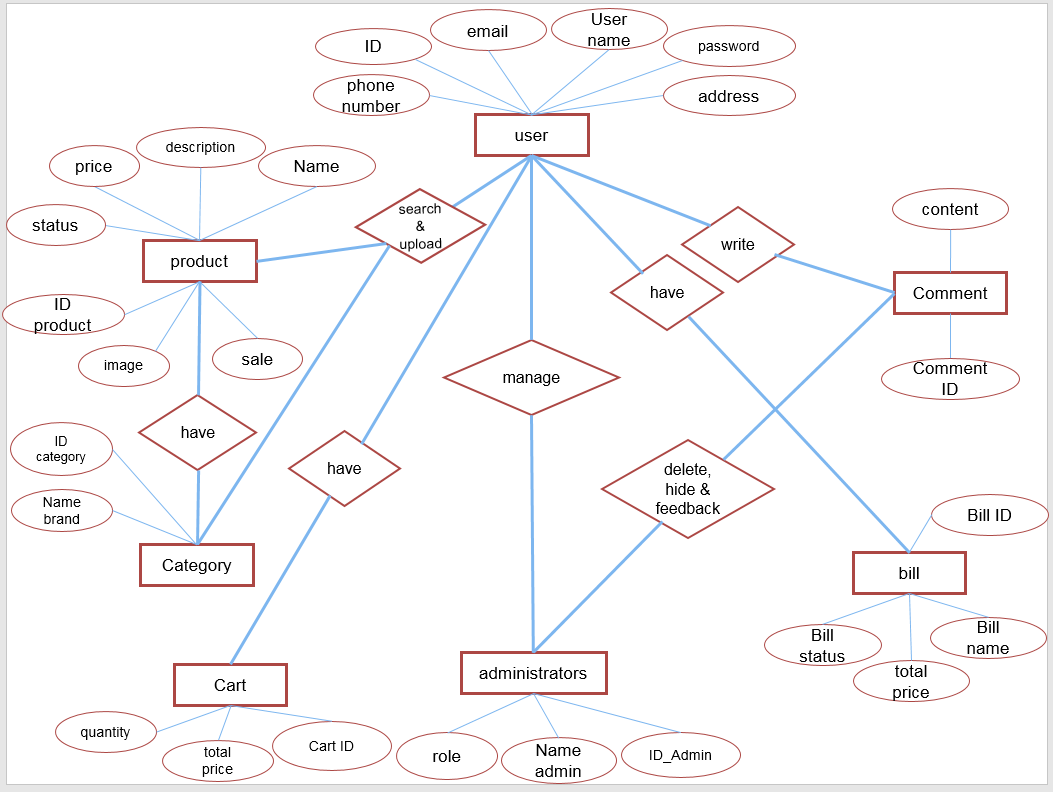 User
name
email
ID
password
phone
number
address
user
description
price
Name
search
&
upload
status
content
write
product
have
Comment
ID
product
image
sale
manage
Comment
ID
have
ID
category
have
delete,
hide &
feedback
Name
brand
Bill ID
Category
bill
Bill
status
Bill
name
total
price
Cart
administrators
quantity
total
price
Cart ID
role
Name
admin
ID_Admin